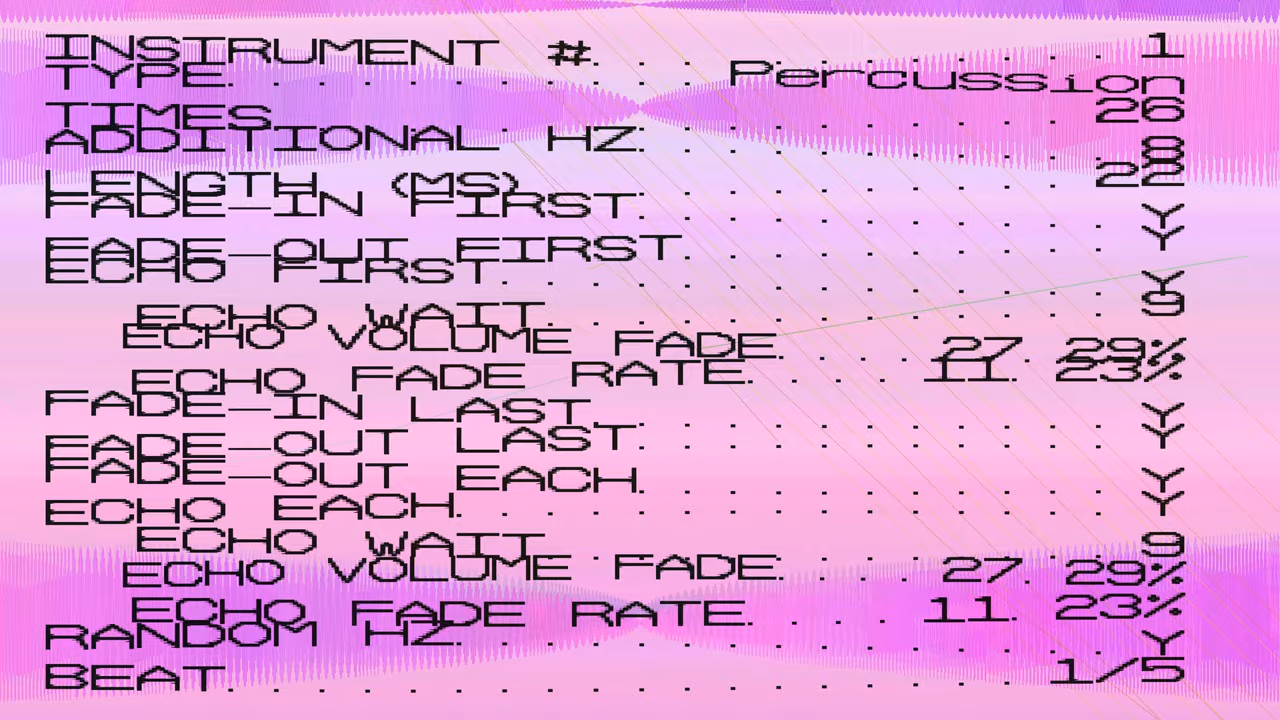 INSTRUMENT #. . . . . . . . . . . . 1
TYPE. . . . . . . . . . . Percussion
TIMES. . . . . . . . . . . . . . . . . . 26
ADDITIONAL HZ. . . . . . . . . . . 8
LENGTH (MS). . . . . . . . . . . . . 22
FADE-IN FIRST. . . . . . . . . . . Y
FADE-OUT FIRST. . . . . . . . . . Y
ECHO FIRST. . . . . . . . . . . . . . Y
ECHO WAIT. . . . . . . . . . . . . 9
ECHO VOLUME FADE. . . . 27.29%
ECHO FADE RATE. . . . 11.23%
FADE-IN LAST. . . . . . . . . . . . Y
FADE-OUT LAST. . . . . . . . . . . Y
FADE-OUT EACH. . . . . . . . . . . Y
ECHO EACH. . . . . . . . . . . . . . . Y
ECHO WAIT. . . . . . . . . . . . . 9
ECHO VOLUME FADE. . . . 27.29%
ECHO FADE RATE. . . . 11.23%
RANDOM HZ. . . . . . . . . . . . . . . Y
BEAT. . . . . . . . . . . . . . . . . . 1/5